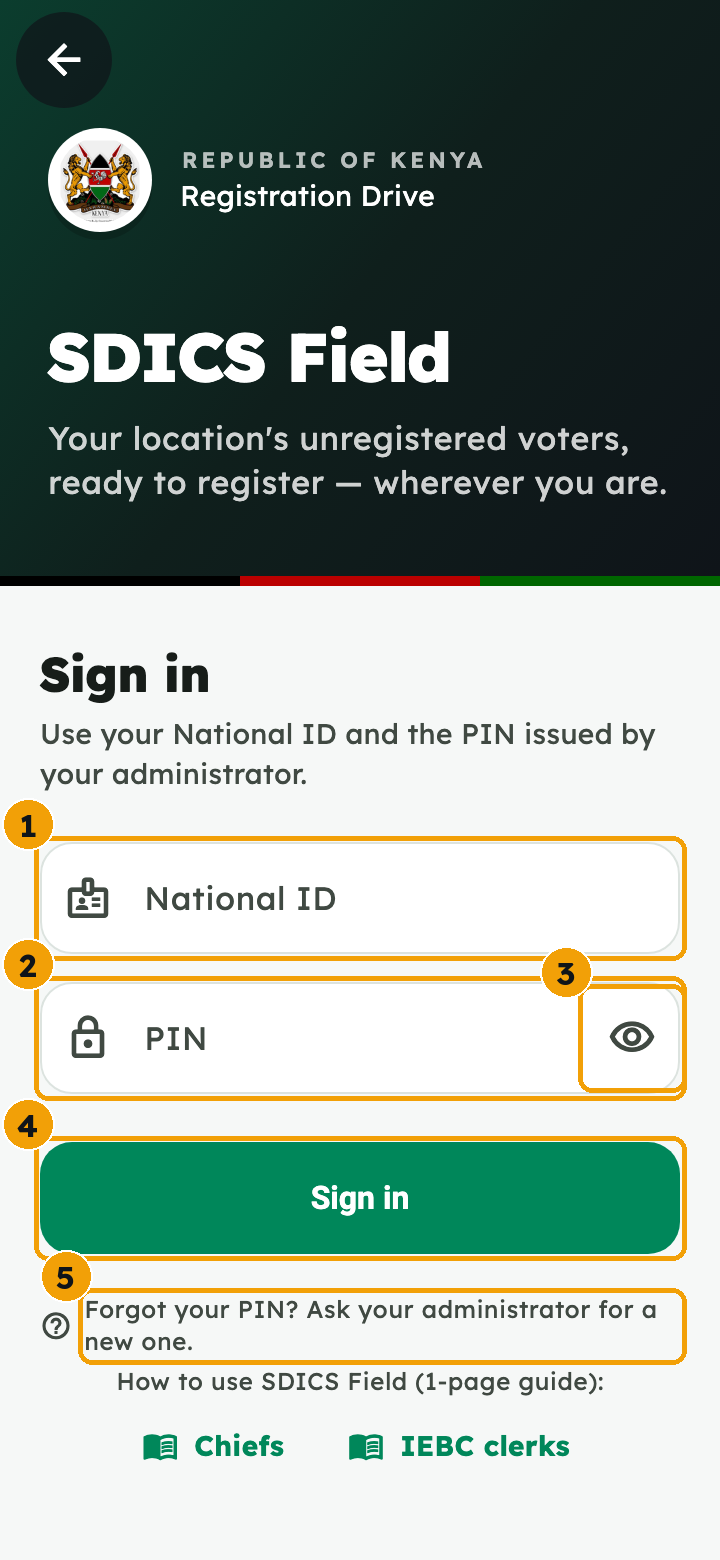 REPUBLIC OF KENYA
Registration Drive
SDICS Field
Your location's unregistered voters,
ready to register — wherever you are.
Sign in
Use your National ID and the PIN issued by
your administrator.
1
National ID
2
3
PIN
4
Sign in
5
Forgot your PIN? Ask your administrator for a
new one.
How to use SDICS Field (1-page guide):
Chiefs
IEBC clerks